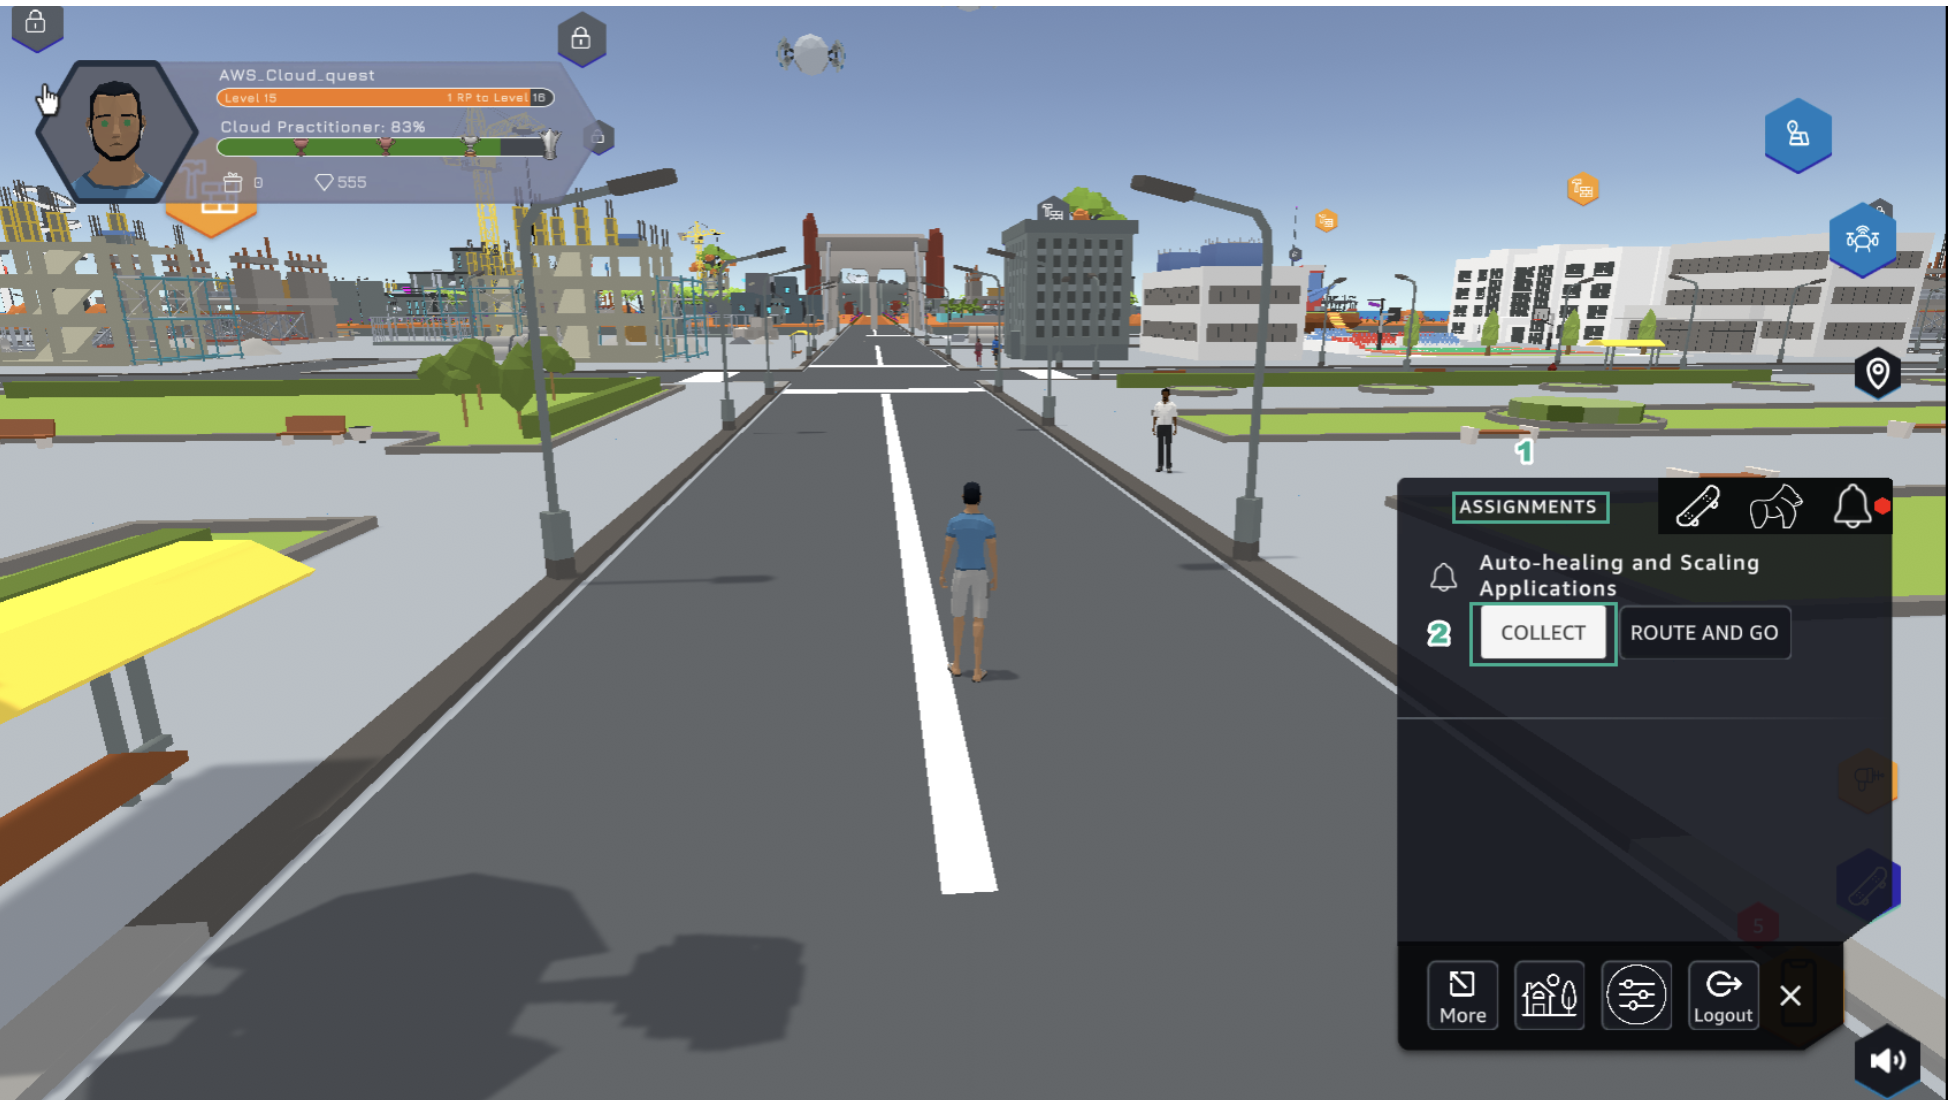 AWS_Cloud_quest
Level 15
1 RP to Level 16
Cloud Practitioner: 83%
0
555
1
ASSIGNMENTS
Auto-healing and Scaling
Applications
2
COLLECT
ROUTE AND GO
5
More
Logout